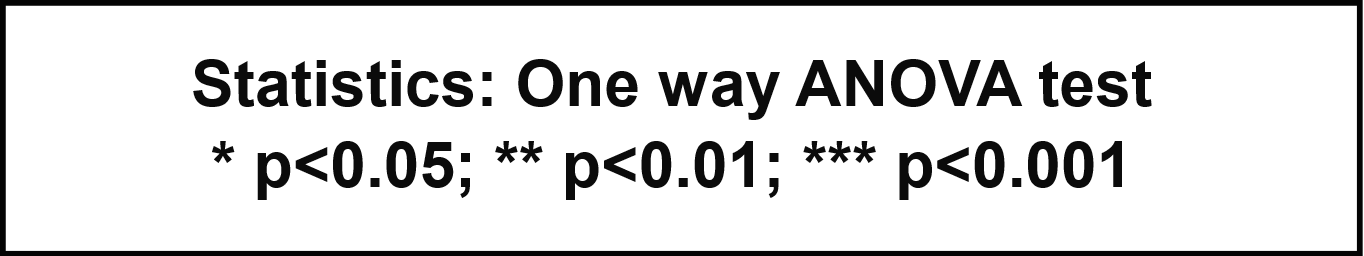 Statistics: One way ANOVA test
* p<0.05; ** p<0.01; *** p<0.001